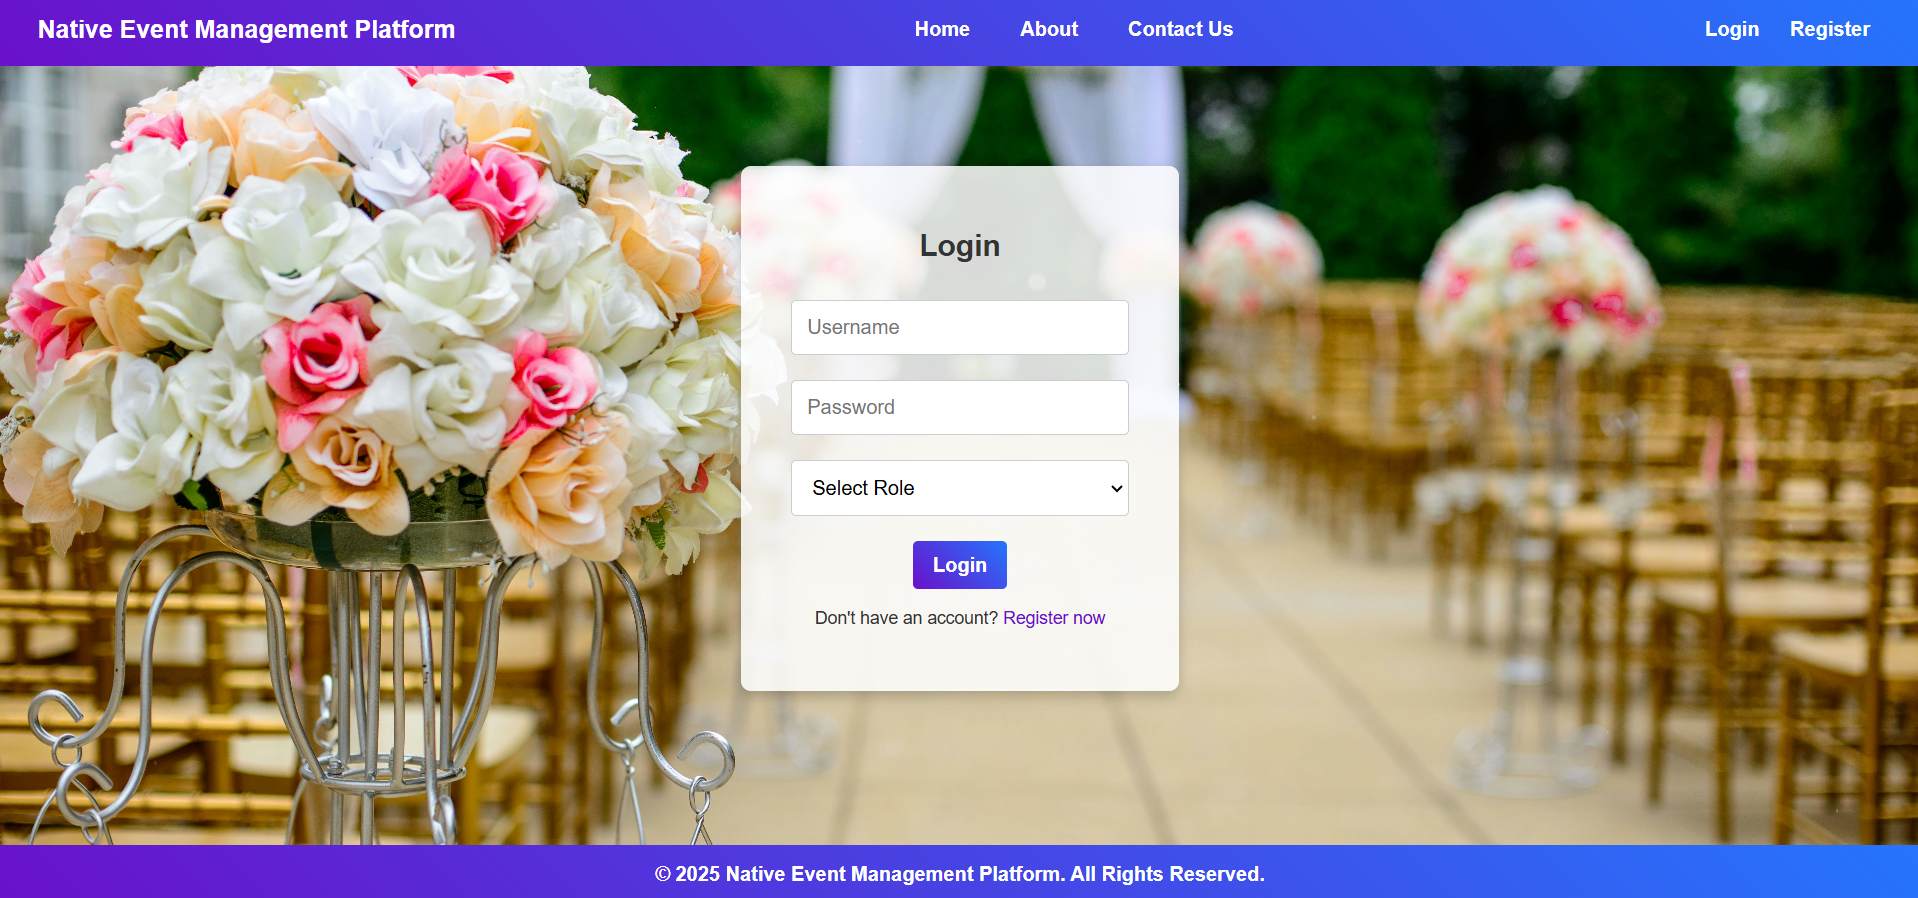 Native Event Management Platform
Home
About
Contact Us
Login
Register
Login
Username
Password
Select Role
Login
Don't have an account? Register now
© 2025 Native Event Management Platform. All Rights Reserved.